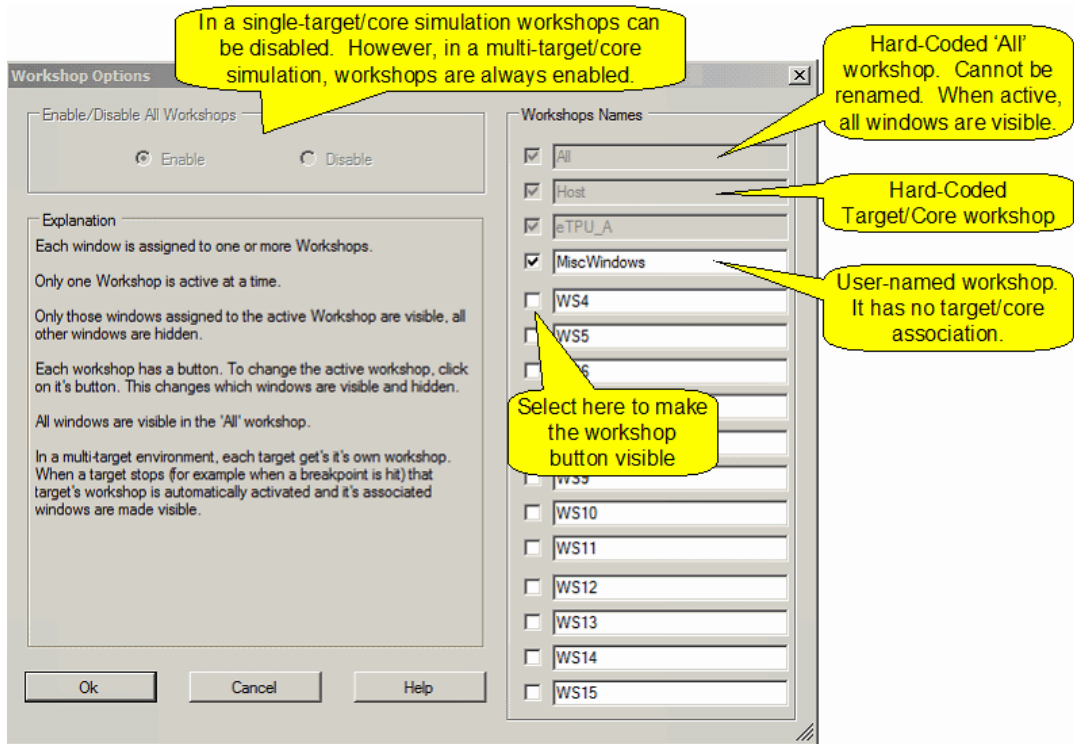 In a single-target/core simulation workshops can
be disabled. However, in a multi-target/core
simulation, workshops are always enabled.
Hard-Coded ‘All’
workshop. Cannot be
renamed. When active,
all windows are visible.
Workshop Options
Enable/Disable All Workshops
Enable
Disable
Explanation
Each window is assigned to one or more Workshops.
Only one Workshop is active at a time.
Only those windows assigned to the active Workshop are visible, all
other windows are hidden.
Each workshop has a button. To change the active workshop, click
on it's button. This changes which windows are visible and hidden.
All windows are visible in the 'All' workshop.
In a multi-target environment, each target get's it's own workshop.
When a target stops (for example when a breakpoint is hit) that
target's workshop is automatically activated and it's associated
windows are made visible.
Workshops Names
All
Host
eTPU_A
MiscWindows
WS4
WS5
WS9
WS10
WS11
WS12
WS13
WS14
WS15
Hard-Coded
Target/Core workshop
User-named workshop.
It has no target/core
association.
Select here to make
the workshop
button visible
Ok
Cancel
Help